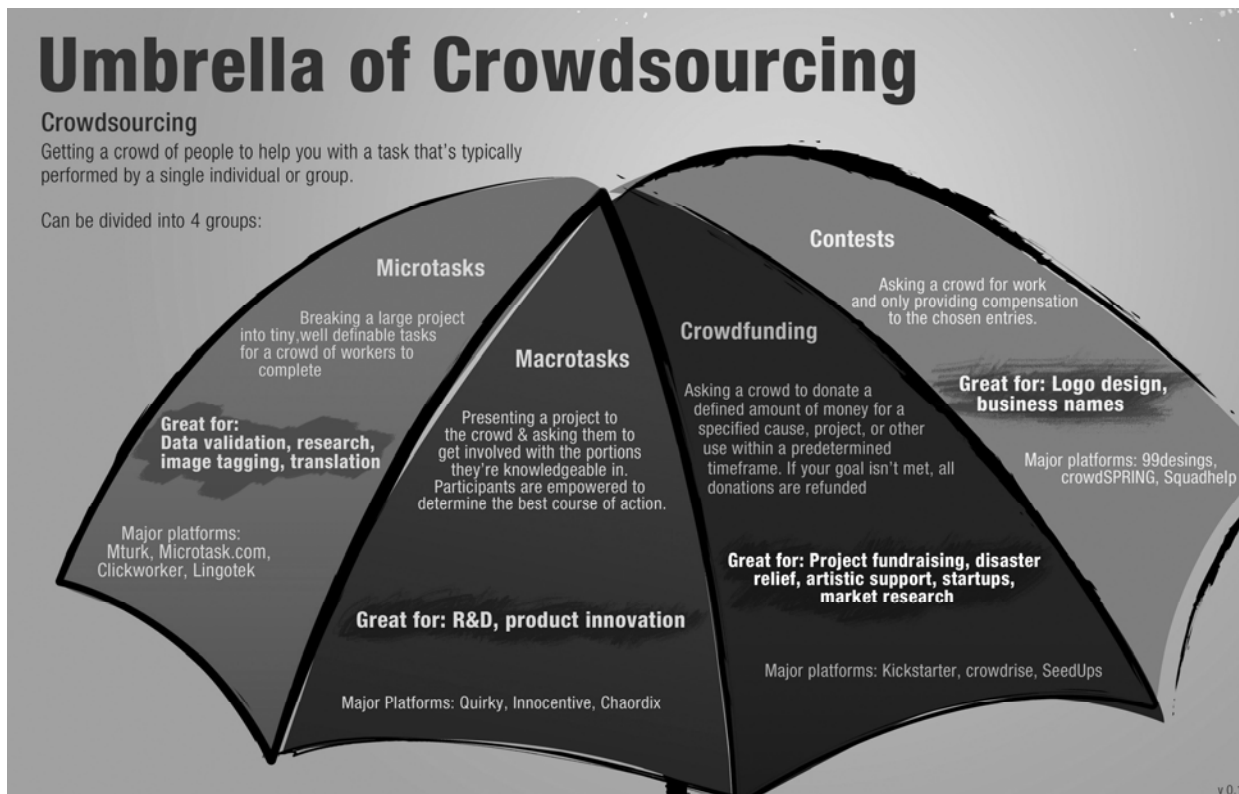 Umbrella of Crowdsourcing
Crowdsourcing
Getting a crowd of people to help you with a task that's typically
performed by a single individual or group.
Can be divided into 4 groups:
Microtasks
Breaking a large project
into tiny,well definable tasks
for a crowd of workers to
complete
Great for:
Data validation, research,
image tagging, translation
Major platforms:
Mturk, Microtask.com,
Clickworker, Lingotek
Macrotasks
Presenting a project to
the crowd & asking them to
get involved with the portions
they're knowledgeable in.
Participants are empowered to
determine the best course of action.
Great for: R&D, product innovation
Major Platforms: Quirky, Innocentive, Chaordix
Crowdfunding
Asking a crowd to donate a
defined amount of money for a
specified cause, project, or other
use within a predetermined
timeframe. If your goal isn't met, all
donations are refunded
Great for: Project fundraising, disaster
relief, artistic support, startups,
market research
Major platforms: Kickstarter, crowdrise, SeedUps
Contests
Asking a crowd for work
and only providing compensation
to the chosen entries.
Great for: Logo design,
business names
Major platforms: 99desings,
crowdSPRING, Squadhelp